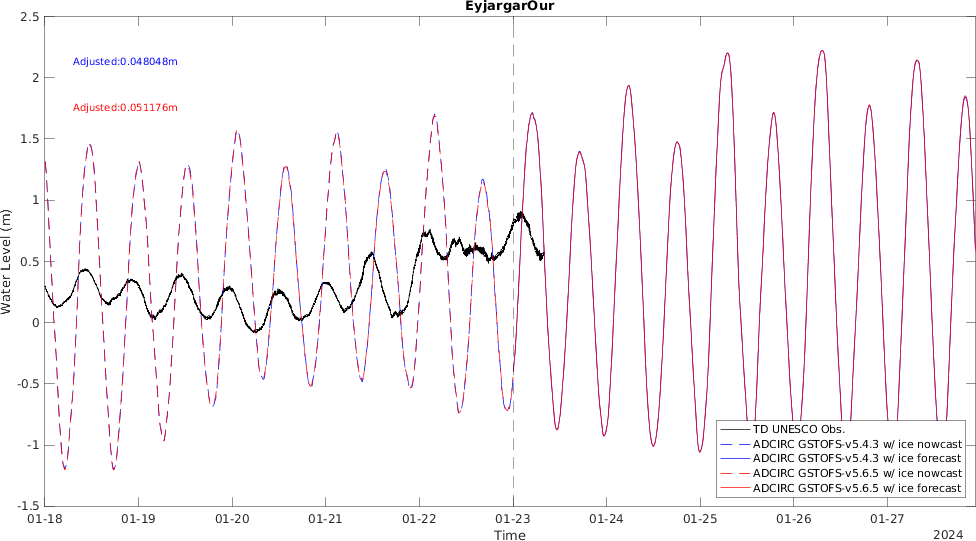 EyjargarOur
2.5
2
1.5
1
0.5
0
-0.5
-1
-1.5
Water Level (m)
Adjusted:0.048048m
Adjusted:0.051176m
TD UNESCO Obs.
ADCIRC GSTOFS-v5.4.3 w/ ice nowcast
ADCIRC GSTOFS-v5.4.3 w/ ice forecast
ADCIRC GSTOFS-v5.6.5 w/ ice nowcast
ADCIRC GSTOFS-v5.6.5 w/ ice forecast
01-18 01-19 01-20 01-21 01-22 01-23 01-24 01-25 01-26 01-27
Time
2024